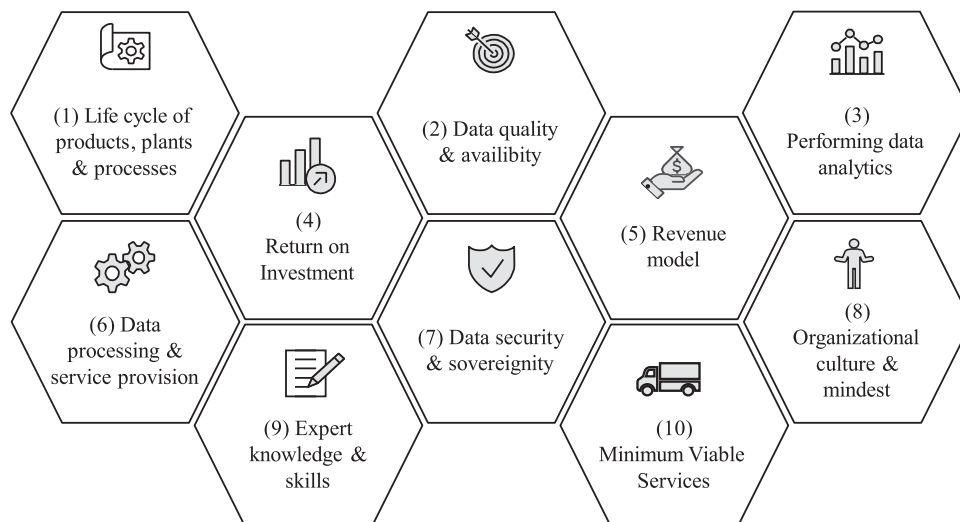 (1) Life cycle of
products, plants
& processes
(2) Data quality
& availibity
(3)
Performing data
analytics
(4)
Return on
Investment
$
(5) Revenue
model
(6) Data
processing &
service provision
(7) Data security
& sovereignity
(8)
Organizational
culture &
mindest
(9) Expert
knowledge &
skills
(10)
Minimum Viable
Services